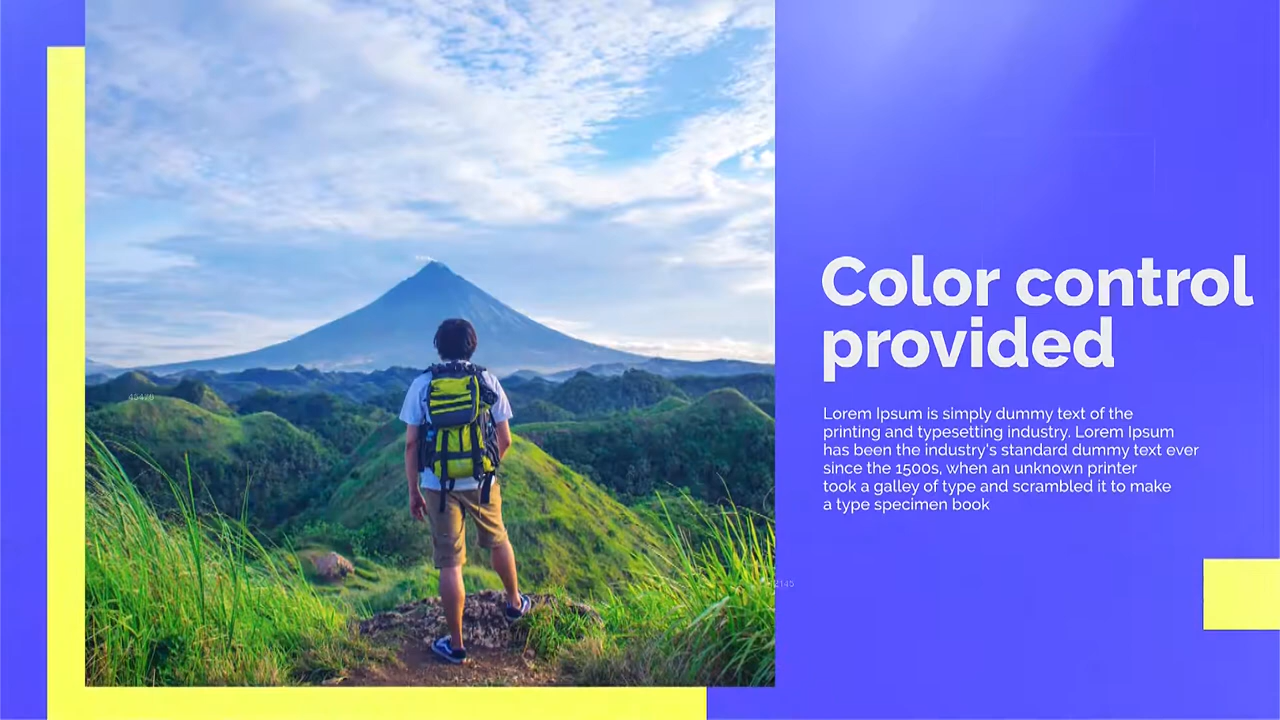 Color control
provided
Lorem Ipsum is simply dummy text of the
printing and typesetting industry. Lorem Ipsum
has been the industry's standard dummy text ever
since the 1500s, when an unknown printer
took a galley of type and scrambled it to make
a type specimen book